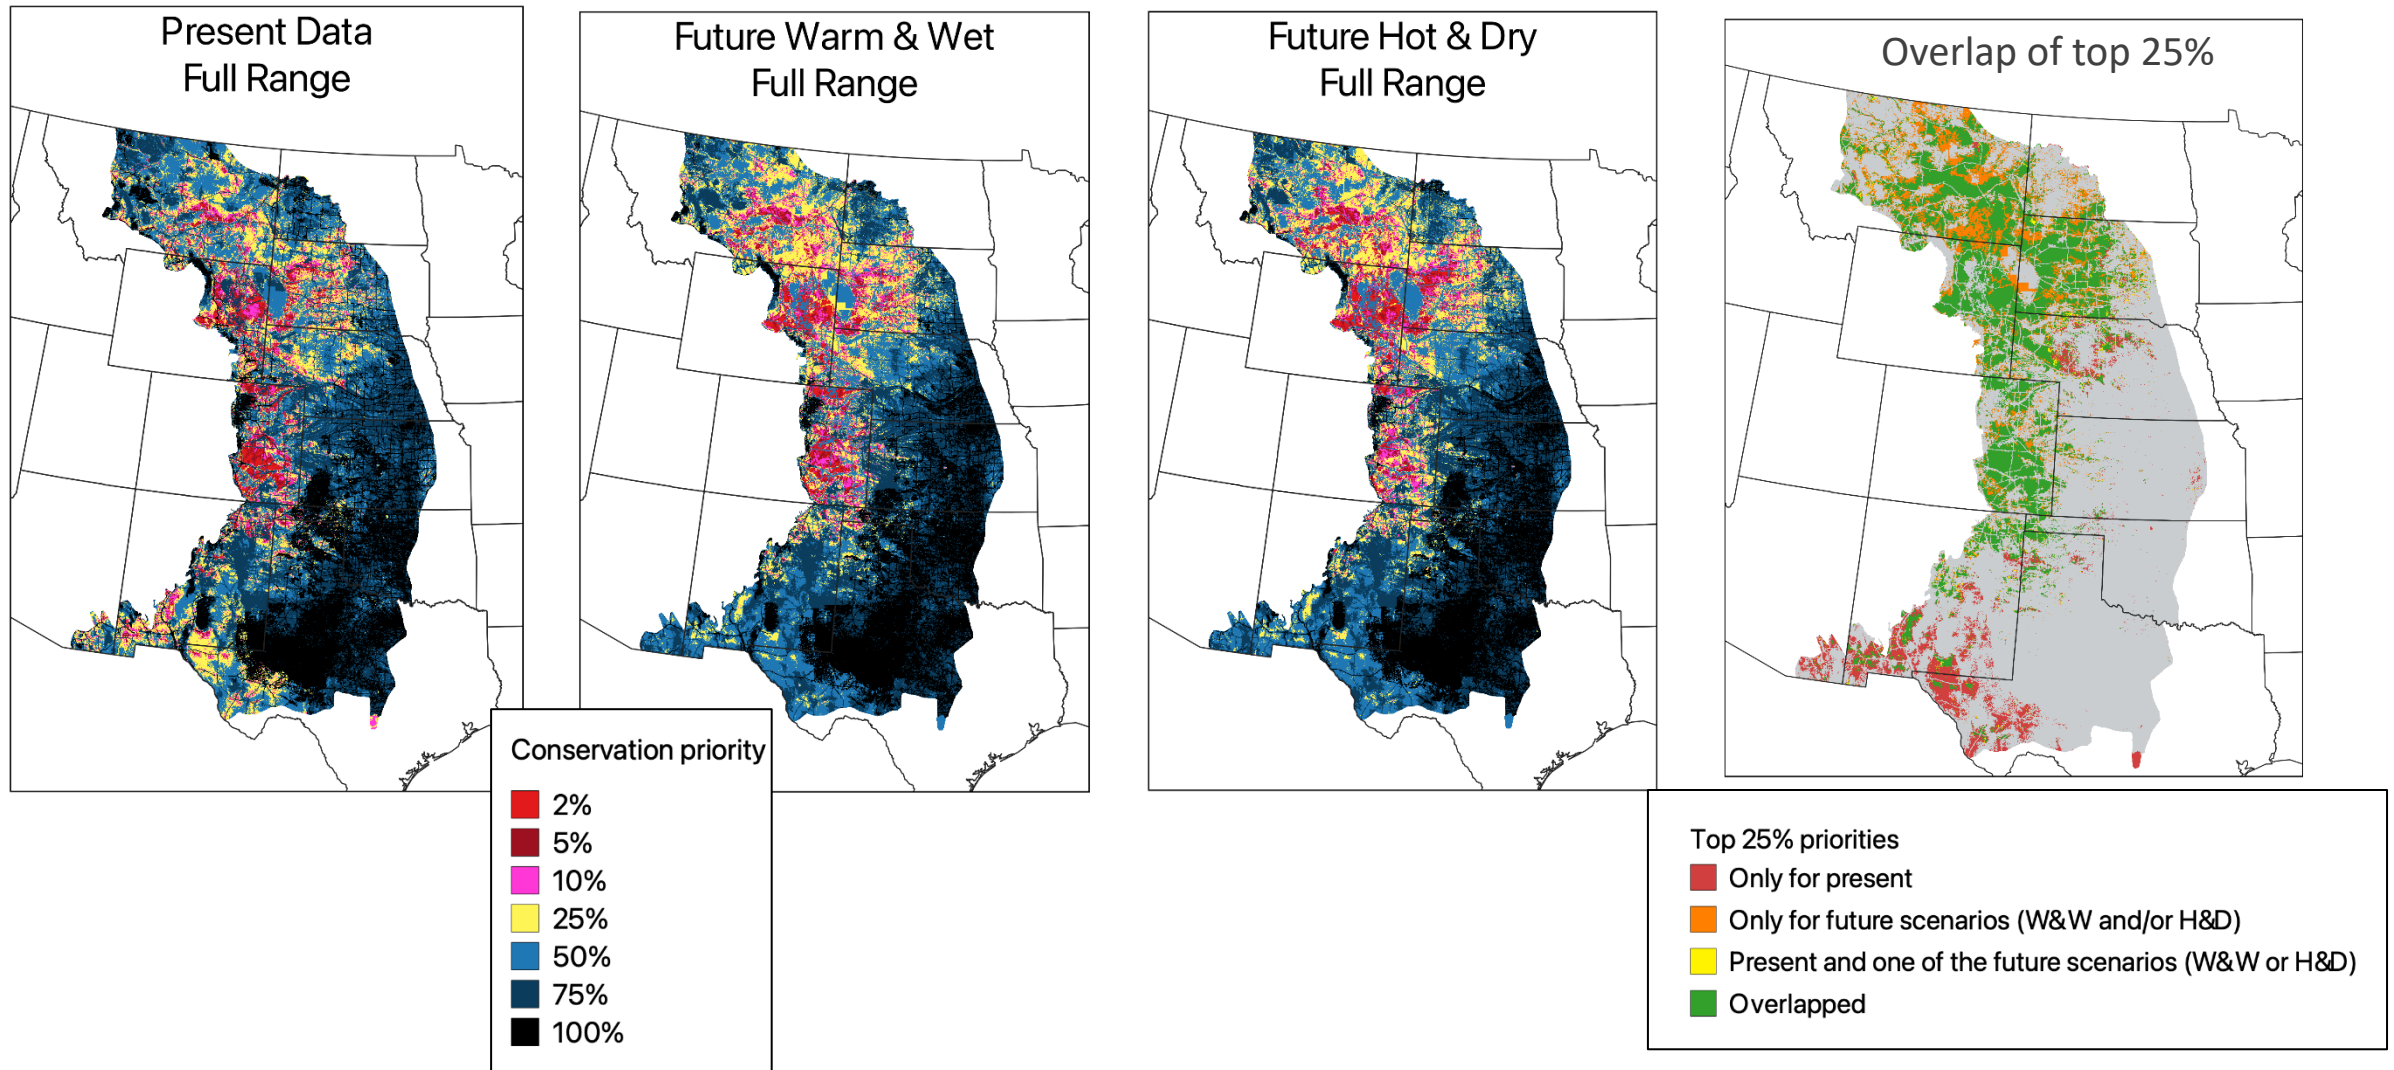 Present Data
Full Range
Future Warm & Wet
Full Range
Future Hot & Dry
Full Range
Overlap of top 25%
Conservation priority
2%
5%
10%
25%
50%
75%
100%
Top 25% priorities
Only for present
Only for future scenarios (W&W and/or H&D)
Present and one of the future scenarios (W&W or H&D)
Overlapped